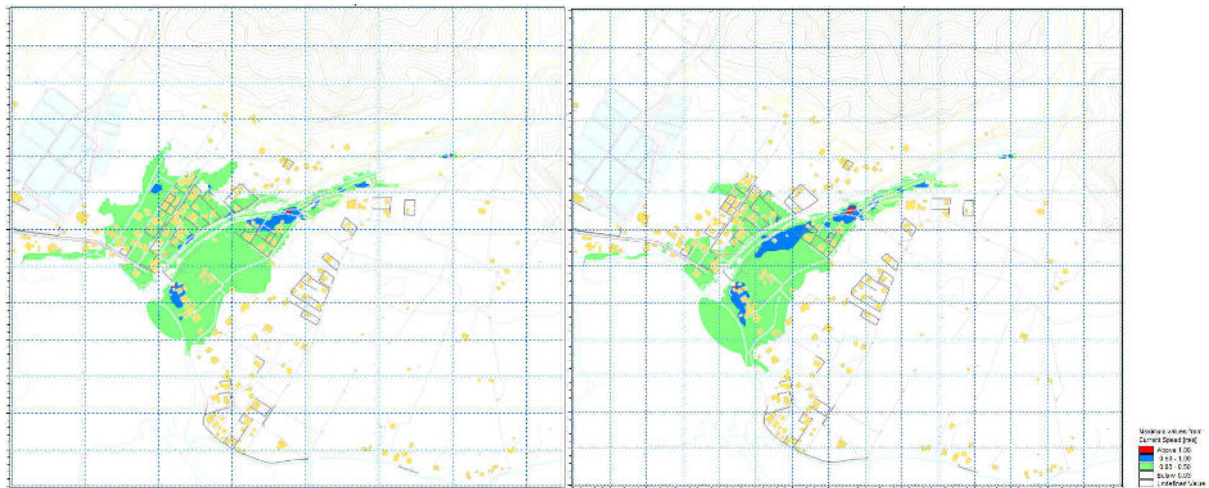 Maximum values from
Current Speed [m/s]
Above 1.00
0.50 - 1.00
0.03 - 0.50
Below 0.03
Undefined Value